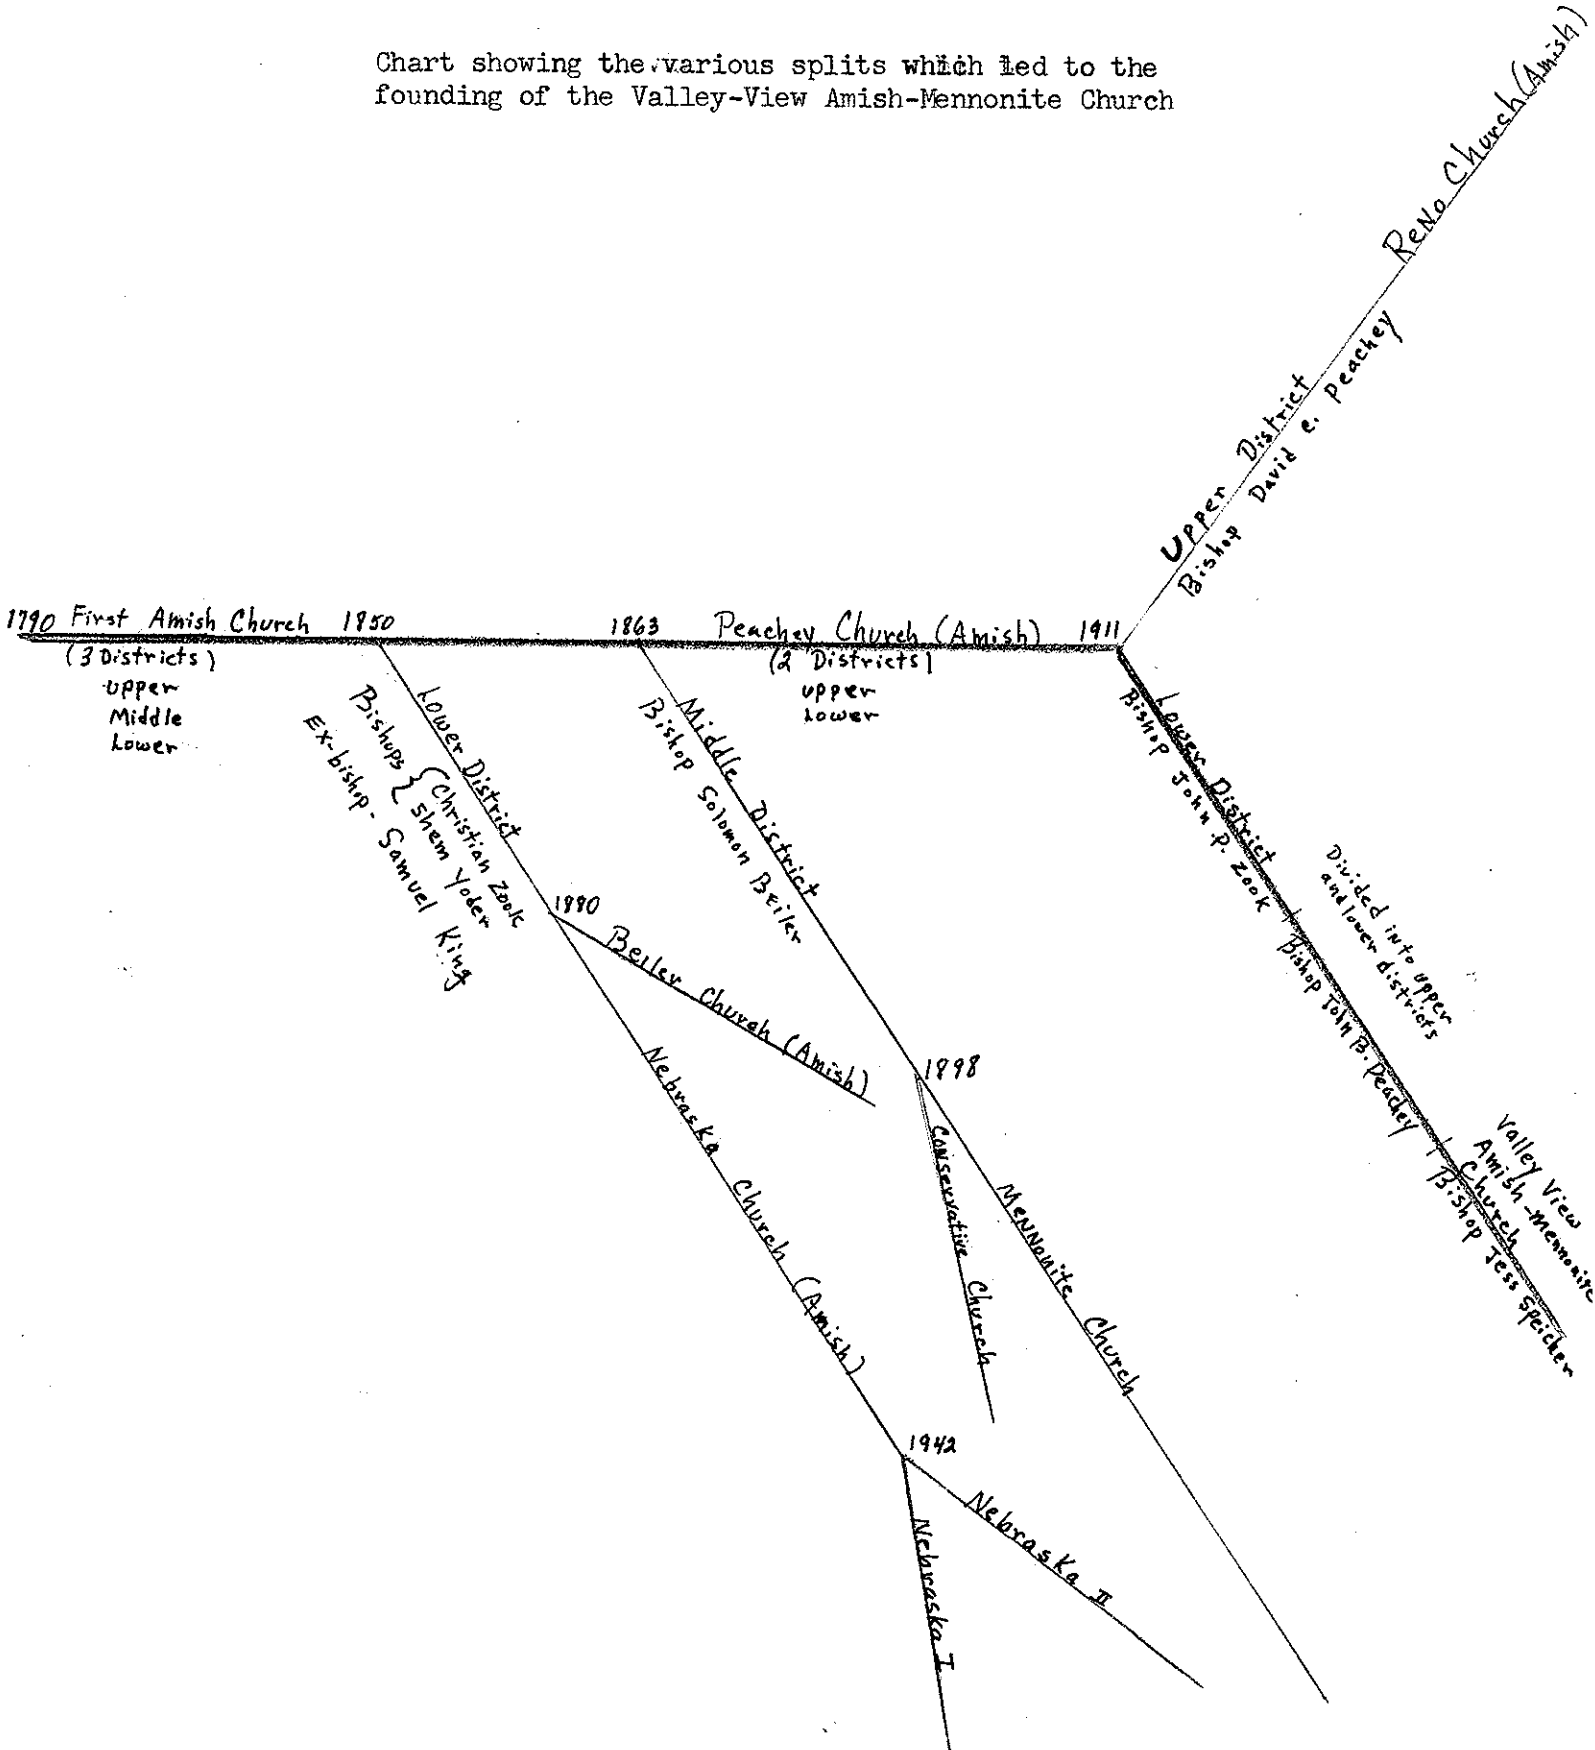 Chart showing the various splits which led to the
founding of the Valley-View Amish-Mennonite Church
ReNo Church (Amish)
Upper District
Bishop David e. Peachey
1790 First Amish Church 1850 1863 Peachey Church (Amish) 1911
(3 Districts)
upper
Middle
Lower
(2 Districts)
upper
Lower
Lower District
Bishops { Christian Zook
Shem Yoder
Ex-bishop - Samuel King
Middle District
Bishop Solomon Beiler
Lower District
Bishop John P. Zook
Divided into upper
and lower districts
Bishop John B. Peachey
Valley View
Amish-mennonite
Church
Bishop Jess Speicher
Beiler Church (Amish)
Nebraska Church (Amish)
1898
Conservative Church
Mennonite Church
1942
Nebraska I
Nebraska II